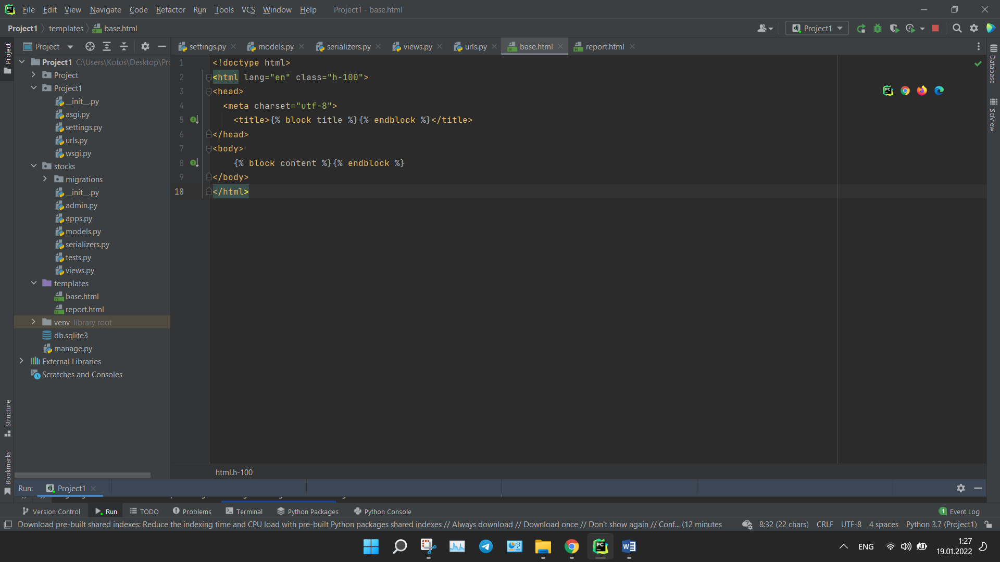 File Edit View Navigate Code Refactor Run Tools VCS Window Help Project1 - base.html
Project1 templates base.html Project1
Project settings.py models.py serializers.py views.py urls.py base.html report.html
Project
Project1 C:\Users\Kotos\Desktop\Pro
Project
Project1
__init__.py
asgi.py
settings.py
urls.py
wsgi.py
stocks
migrations
__init__.py
admin.py
apps.py
models.py
serializers.py
tests.py
views.py
templates
base.html
report.html
venv library root
db.sqlite3
manage.py
External Libraries
Scratches and Consoles
Structure
Bookmarks
1 <!doctype html>
2 <html lang="en" class="h-100">
3 <head>
4 <meta charset="utf-8">
5 <title>{% block title %}{% endblock %}</title>
6 </head>
7 <body>
8 {% block content %}{% endblock %}
9 </body>
10 </html>
Database
SciView
html.h-100
Run: Project1
Version Control Run TODO Problems Terminal Python Packages Python Console 1 Event Log
Download pre-built shared indexes: Reduce the indexing time and CPU load with pre-built Python packages shared indexes // Always download // Download once // Don't show again // Conf... (12 minutes 8:32 (22 chars) CRLF UTF-8 4 spaces Python 3.7 (Project1)
ENG 1:27
19.01.2022